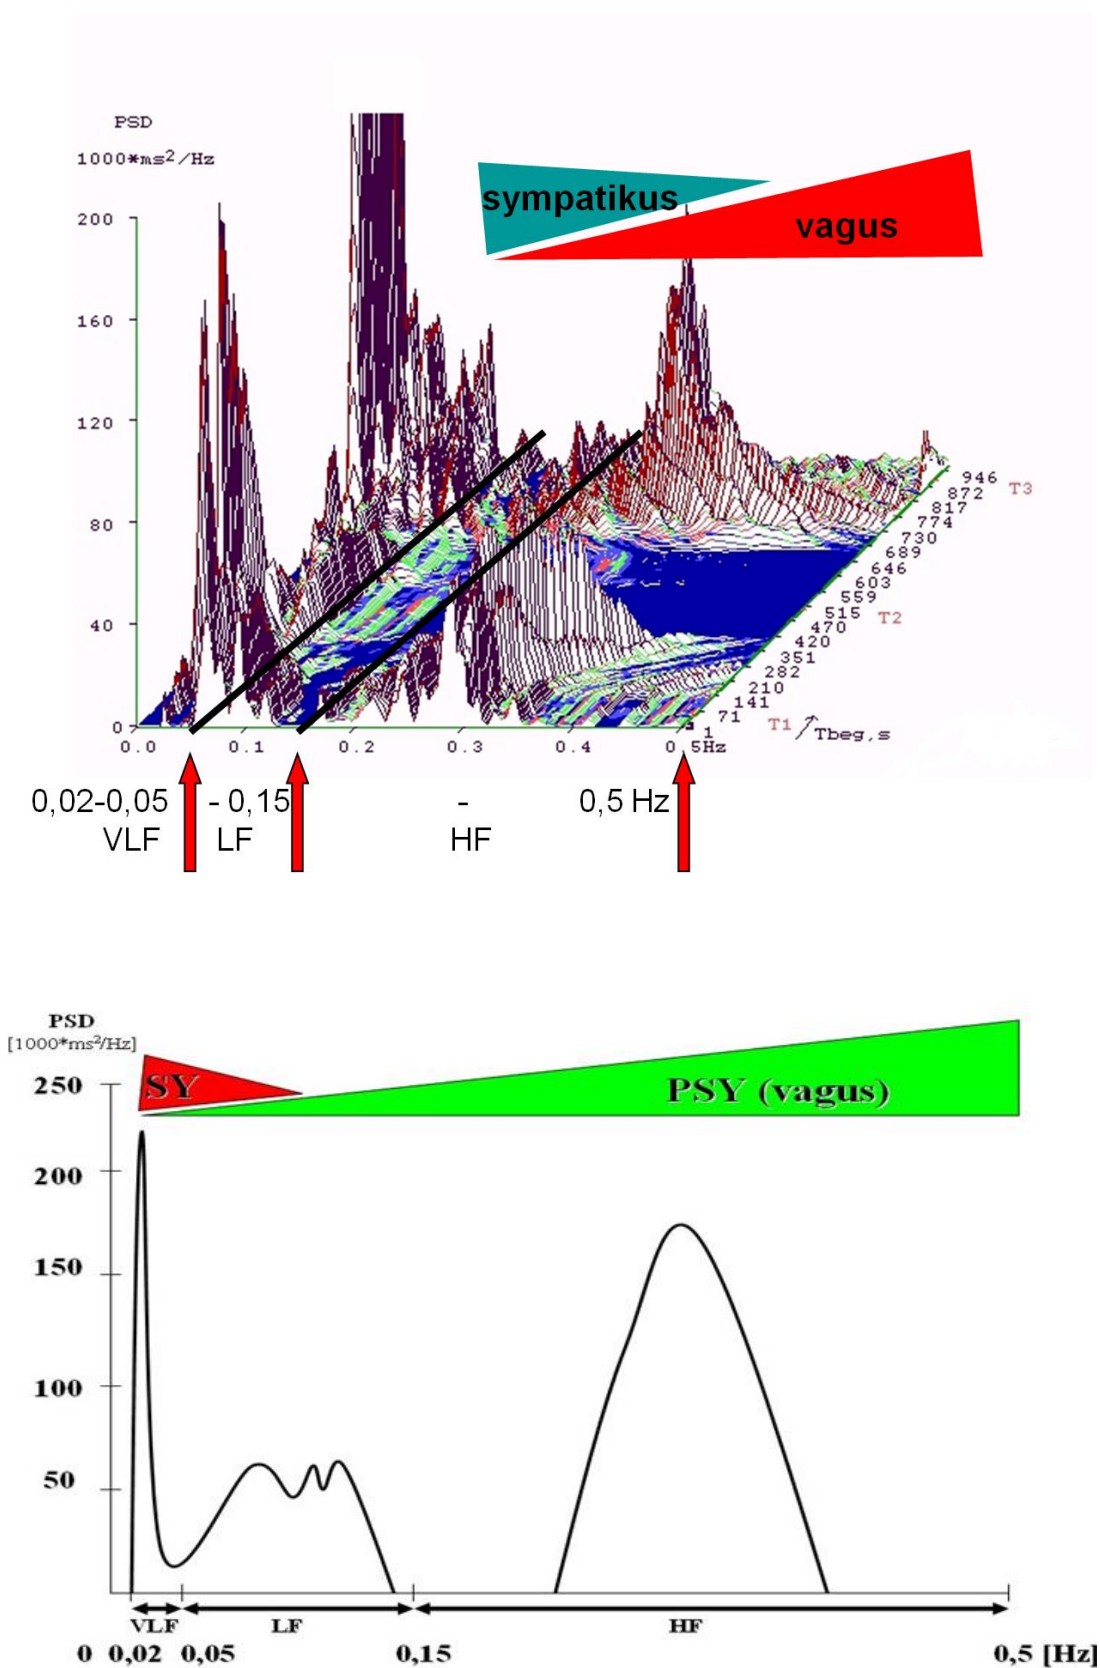 PSD
1000*ms²/Hz
sympatikus
vagus
200
160
120
80
40
0
0.0
0.1
0.2
0.3
0.4
0.5Hz
1
71
141
210
282
351
420
470
515
559
603
646
689
730
774
817
872
946
T1
T2
T3
Tbeg,s
0,02-0,05 - 0,15 - 0,5 Hz
VLF LF HF
PSD
[1000*ms²/Hz]
SY
PSY (vagus)
250
200
150
100
50
VLF LF HF
0 0,02 0,05 0,15 0,5 [Hz]